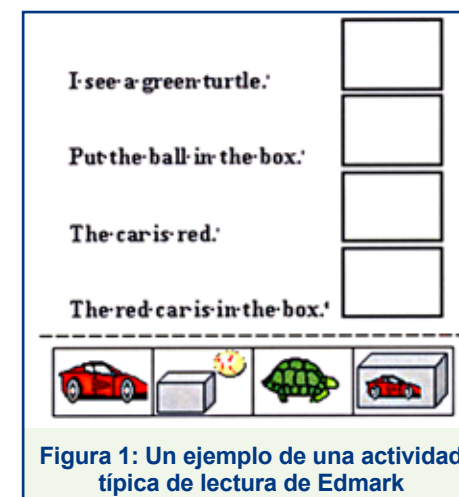 I see a green turtle.
Put the ball in the box.
The car is red.
The red car is in the box.
Figura 1: Un ejemplo de una actividad
típica de lectura de Edmark